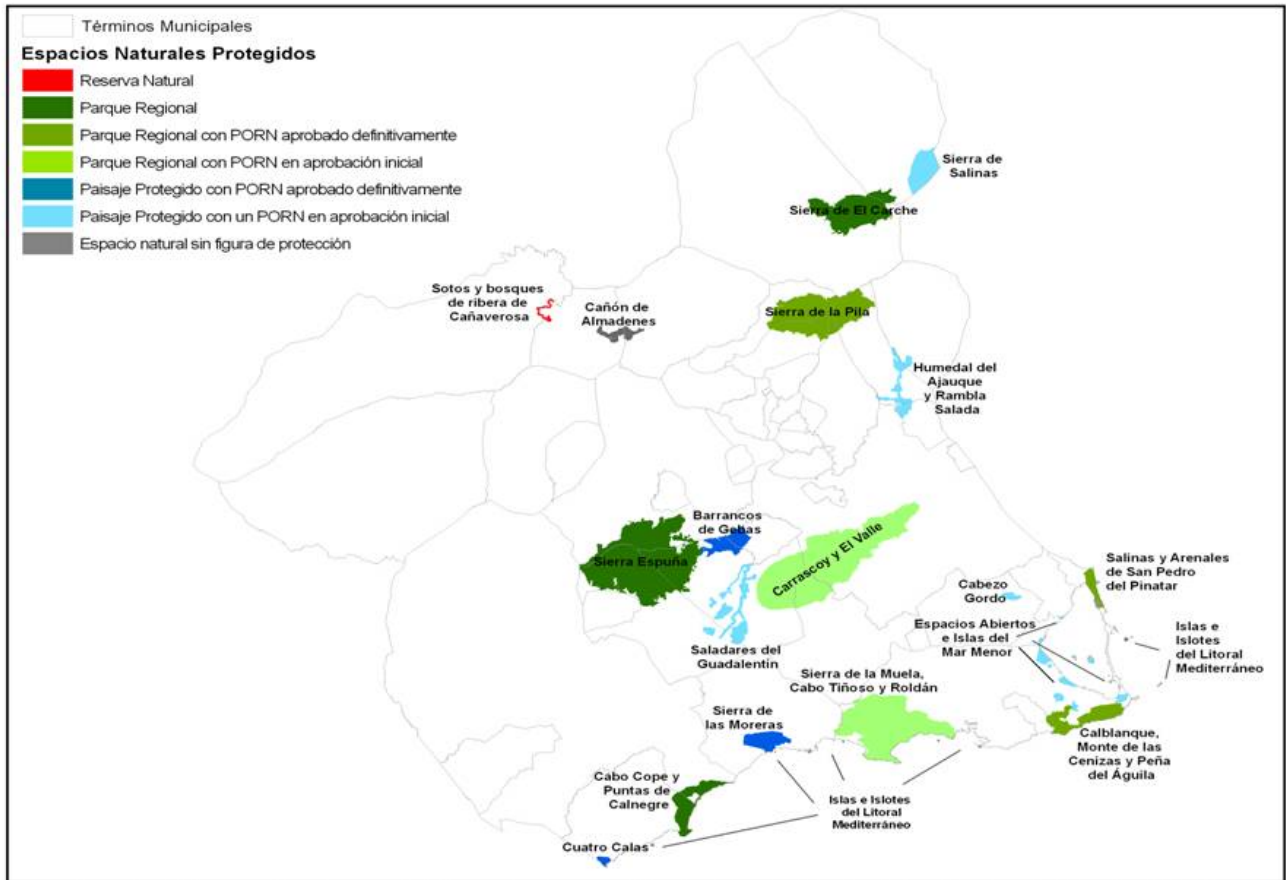 Términos Municipales
Espacios Naturales Protegidos
Reserva Natural
Parque Regional
Parque Regional con PORN aprobado definitivamente
Parque Regional con PORN en aprobación inicial
Paisaje Protegido con PORN aprobado definitivamente
Paisaje Protegido con un PORN en aprobación inicial
Espacio natural sin figura de protección
Sierra de
Salinas
Sierra de El Carche
Sotos y bosques
de ribera de
Cañaverosa
Cañón de
Almadenes
Sierra de la Pila
Humedal del
Ajauque
y Rambla
Salada
Barrancos
de Gebas
Sierra Espuña
Carrascoy y El Valle
Saladares del
Guadalentín
Cabezo
Gordo
Salinas y Arenales
de San Pedro
del Pinatar
Espacios Abiertos
e Islas del
Mar Menor
Islas e
Islotes
del Litoral
Mediterráneo
Sierra de la Muela,
Cabo Tiñoso y Roldán
Sierra de
las Moreras
Calblanque,
Monte de las
Cenizas y Peña
del Águila
Cabo Cope y
Puntas de
Calnegre
Islas e Islotes
del Litoral
Mediterráneo
Cuatro Calas